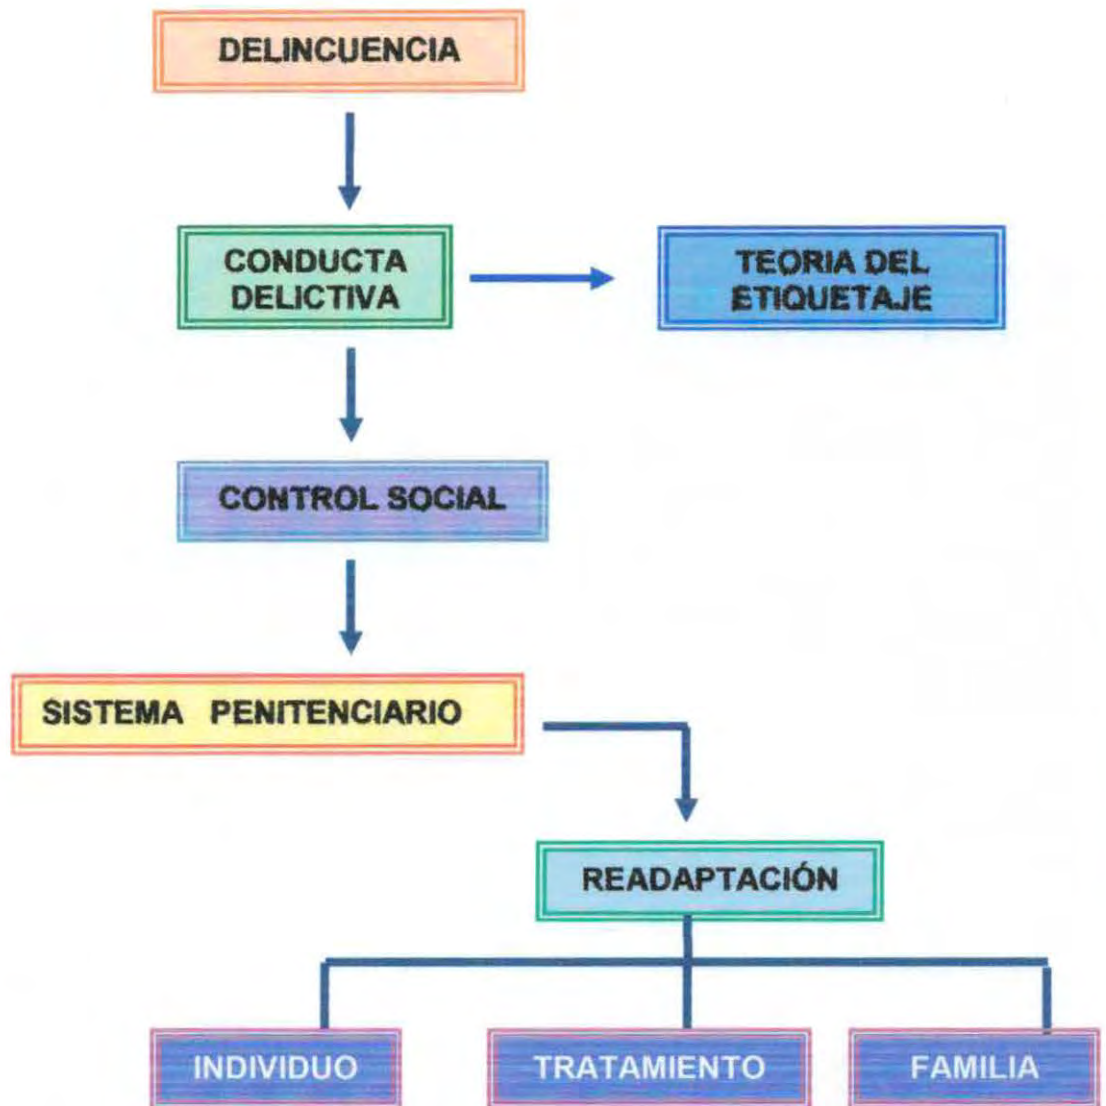 DELINCUENCIA
CONDUCTA
DELICTIVA
TEORIA DEL
ETIQUETAJE
CONTROL SOCIAL
SISTEMA PENITENCIARIO
READAPTACIÓN
INDIVIDUO
TRATAMIENTO
FAMILIA